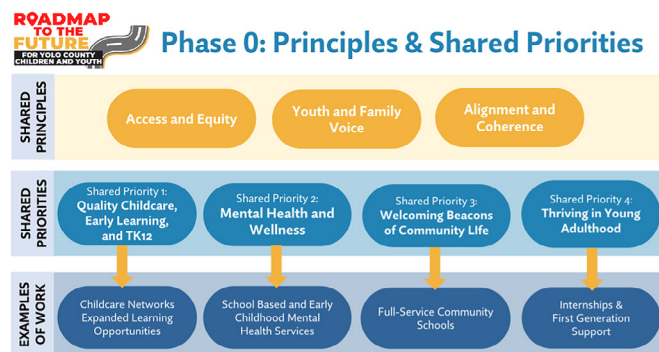 ROADMAP
TO THE
FUTURE
FOR YOLO COUNTY
CHILDREN AND YOUTH
Phase 0: Principles & Shared Priorities
SHARED
PRINCIPLES
Access and Equity
Youth and Family
Voice
Alignment and
Coherence
SHARED
PRIORITIES
Shared Priority 1:
Quality Childcare,
Early Learning,
and TK12
Shared Priority 2:
Mental Health and
Wellness
Shared Priority 3:
Welcoming Beacons
of Community LIfe
Shared Priority 4:
Thriving in Young
Adulthood
EXAMPLES
OF WORK
Childcare Networks
Expanded Learning
Opportunities
School Based and Early
Childhood Mental
Health Services
Full-Service Community
Schools
Internships &
First Generation
Support